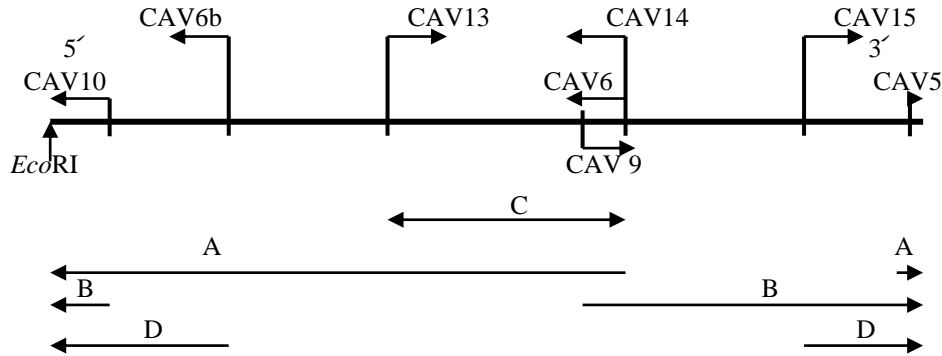 CAV6b CAV13 CAV14 CAV15
5´ 3´
CAV10 CAV6 CAV5
EcoRI CAV 9
C
A A
B B
D D